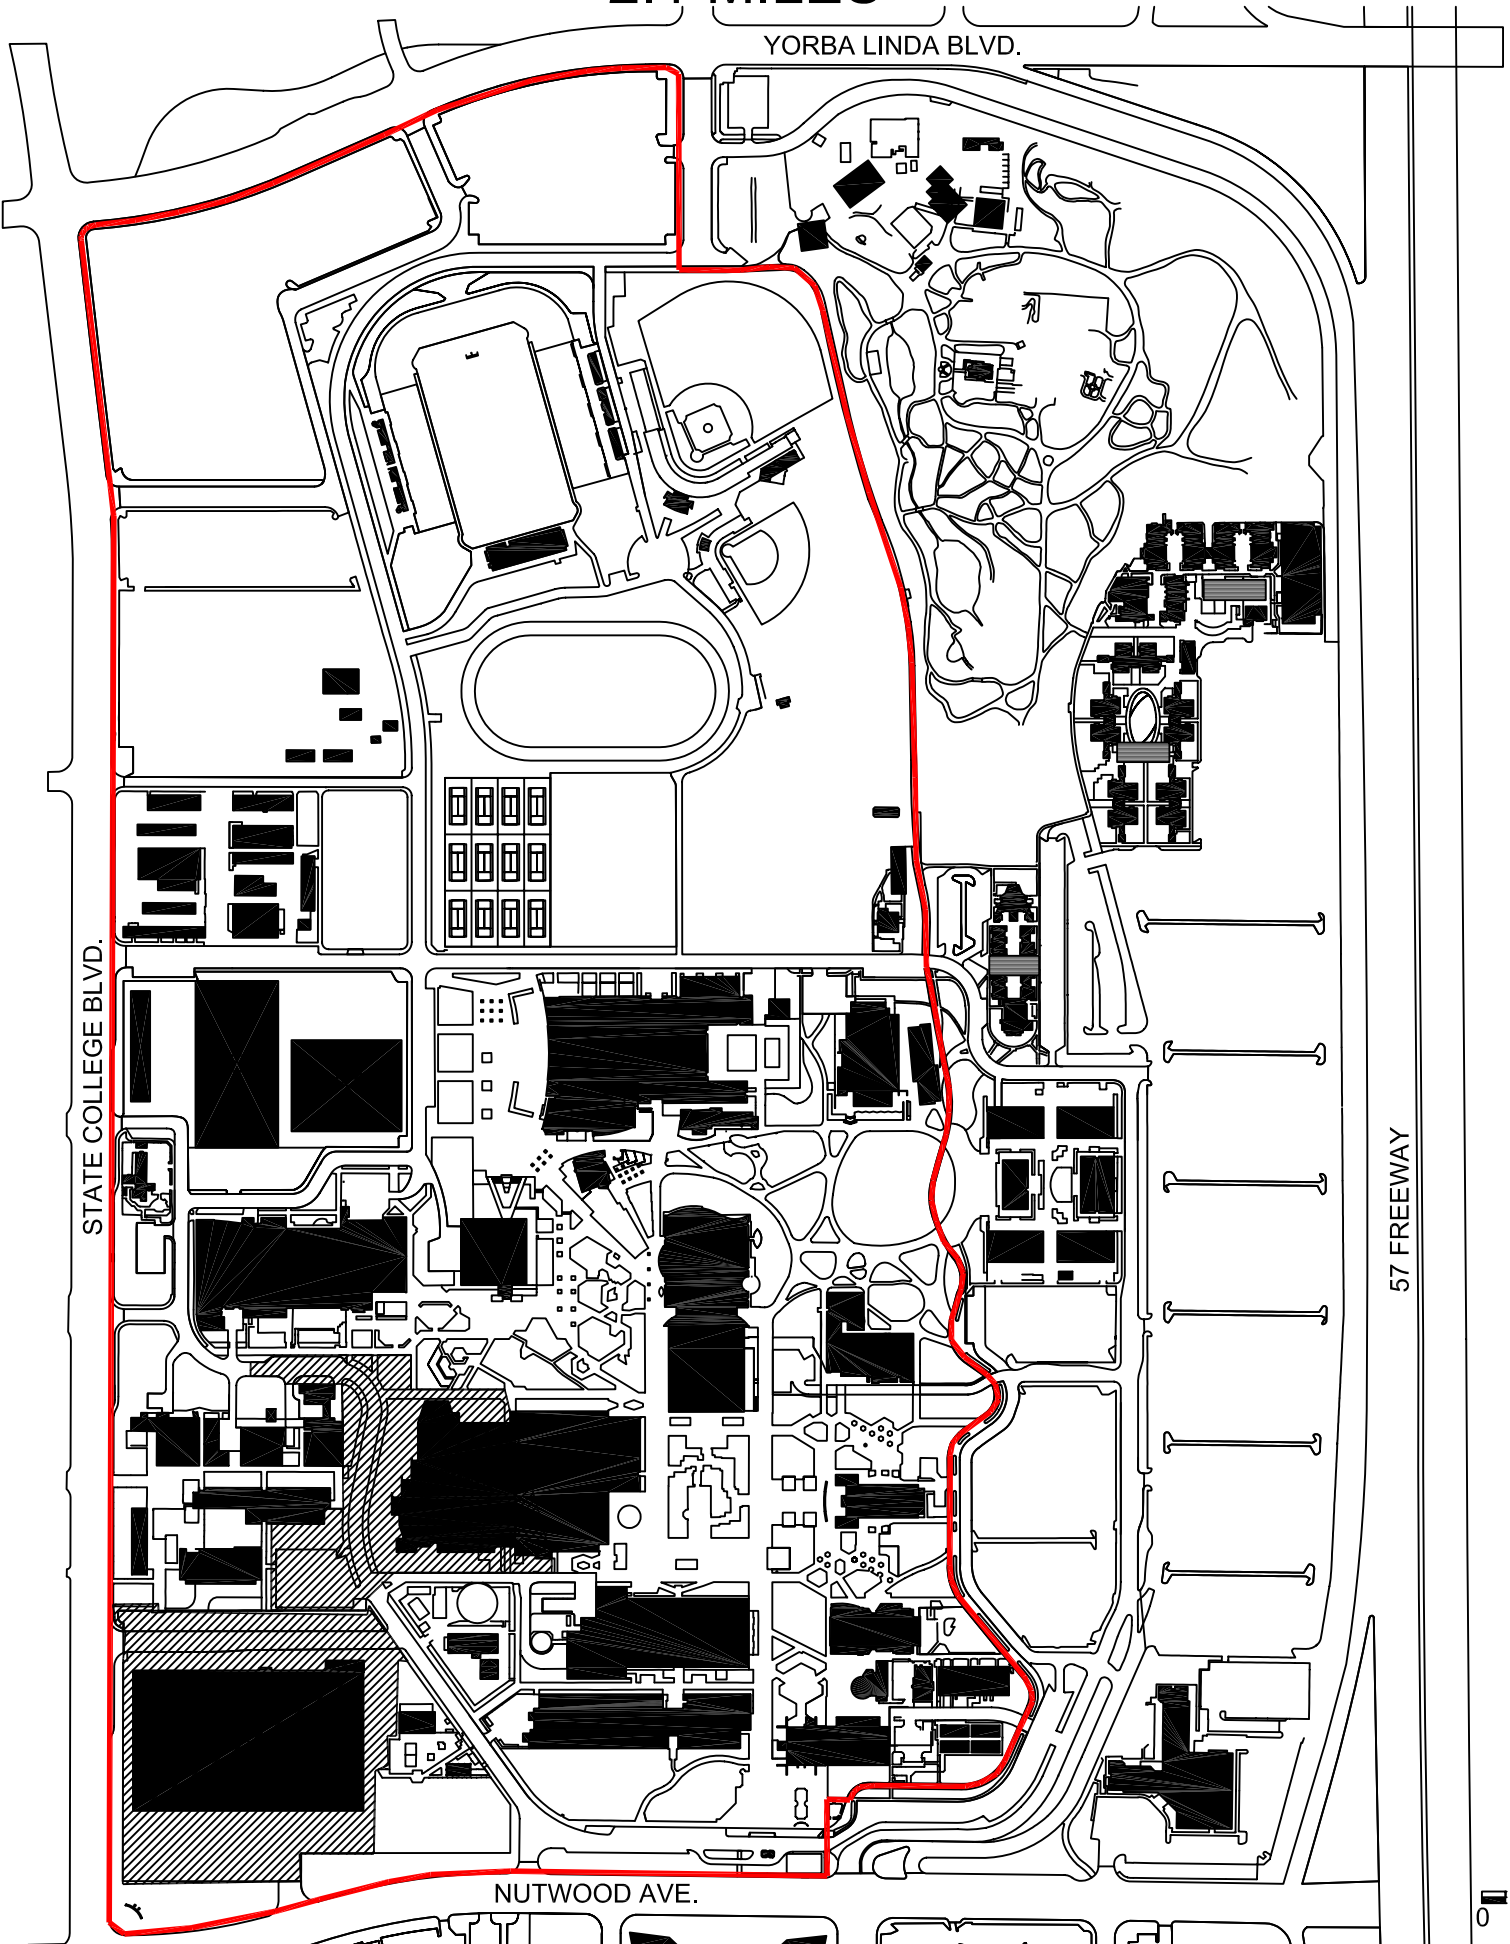 YORBA LINDA BLVD.
STATE COLLEGE BLVD.
57 FREEWAY
NUTWOOD AVE.
0